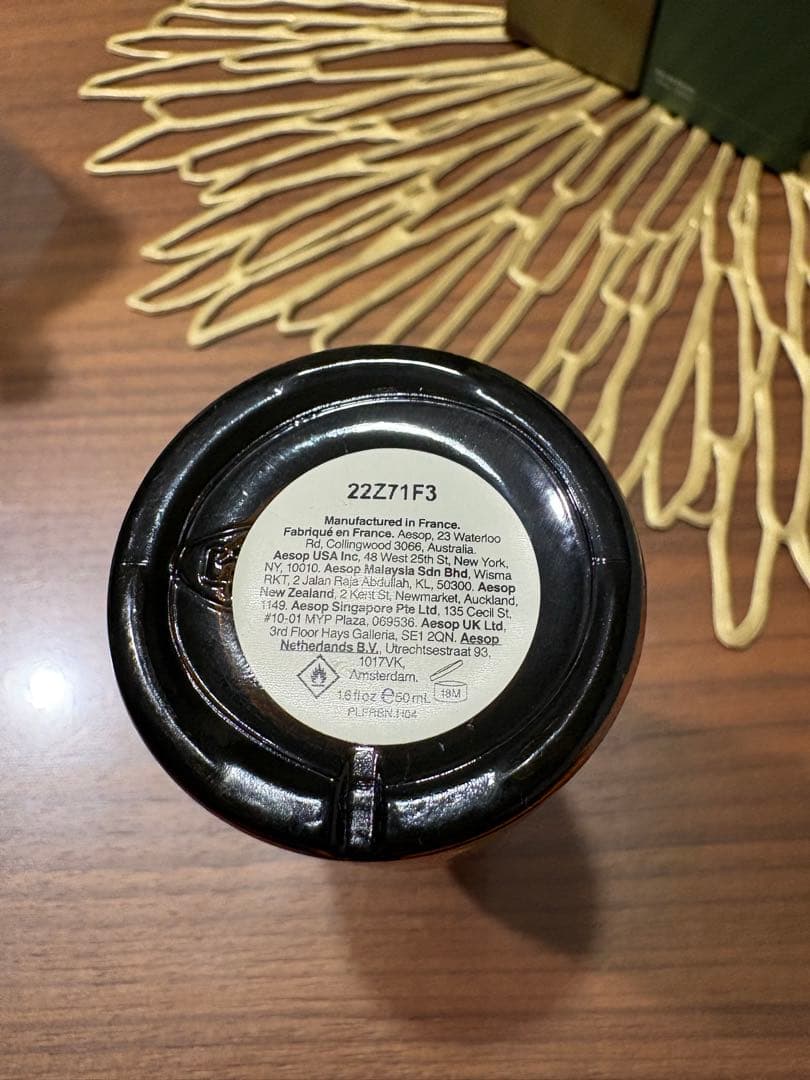 22Z71F3
Manufactured in France.
Fabriqué en France. Aesop, 23 Waterloo
Rd, Collingwood 3066, Australia.
Aesop USA Inc, 48 West 25th St, New York,
NY, 10010. Aesop Malaysia Sdn Bhd, Wisma
RKT, 2 Jalan Raja Abdullah, KL, 50300. Aesop
New Zealand, 2 Kent St, Newmarket, Auckland,
1149. Aesop Singapore Pte Ltd, 135 Cecil St,
#10-01 MYP Plaza, 069536. Aesop UK Ltd,
3rd Floor Hays Galleria, SE1 2QN. Aesop
Netherlands B.V., Utrechtsestraat 93,
1017VK,
Amsterdam.
1.6 fl oz ℮50 mL
18M
PLFRBN.H04